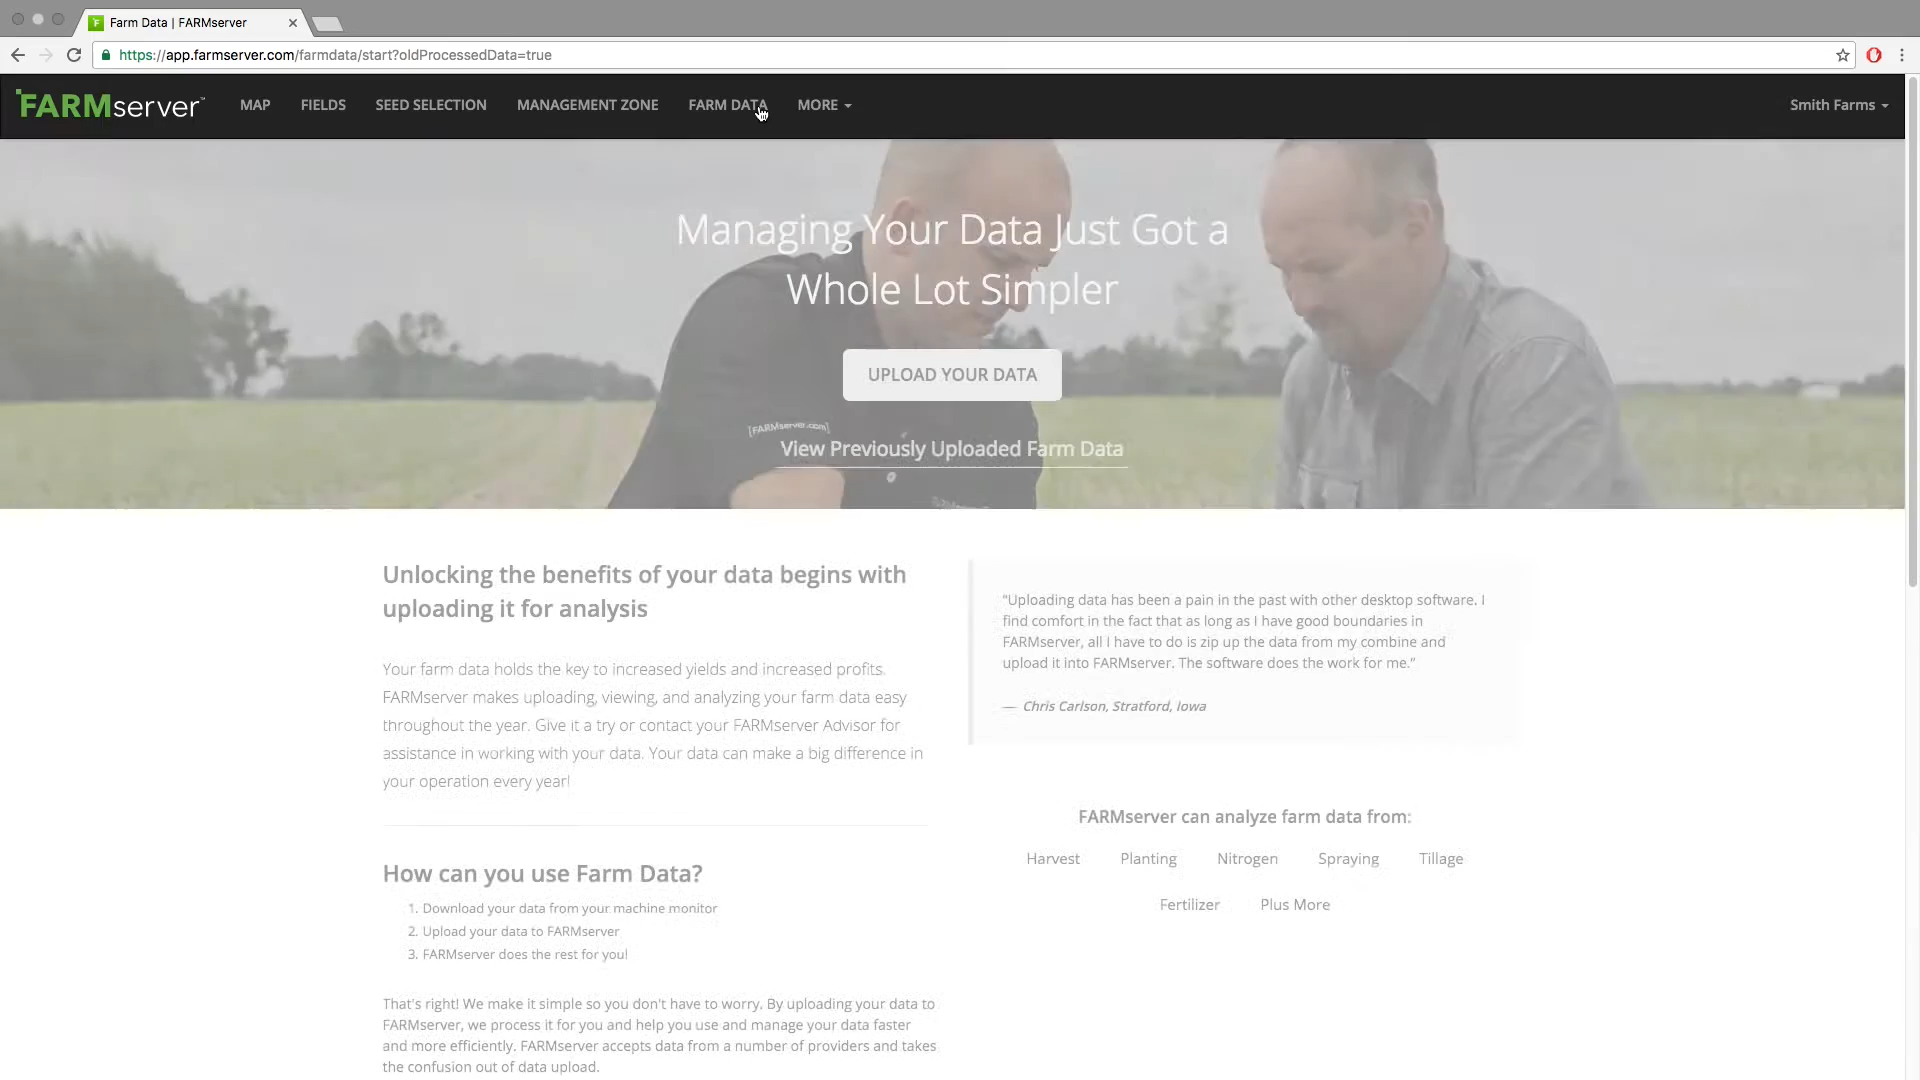 Farm Data | FARMserver
https://app.farmserver.com/farmdata/start?oldProcessedData=true
FARMserver™ MAP FIELDS SEED SELECTION MANAGEMENT ZONE FARM DATA MORE Smith Farms
Managing Your Data Just Got a
Whole Lot Simpler
UPLOAD YOUR DATA
[FARMserver.com]
View Previously Uploaded Farm Data
Unlocking the benefits of your data begins with
uploading it for analysis
Your farm data holds the key to increased yields and increased profits.
FARMserver makes uploading, viewing, and analyzing your farm data easy
throughout the year. Give it a try or contact your FARMserver Advisor for
assistance in working with your data. Your data can make a big difference in
your operation every year!
How can you use Farm Data?
1. Download your data from your machine monitor
2. Upload your data to FARMserver
3. FARMserver does the rest for you!
That's right! We make it simple so you don't have to worry. By uploading your data to
FARMserver, we process it for you and help you use and manage your data faster
and more efficiently. FARMserver accepts data from a number of providers and takes
the confusion out of data upload.
“Uploading data has been a pain in the past with other desktop software. I
find comfort in the fact that as long as I have good boundaries in
FARMserver, all I have to do is zip up the data from my combine and
upload it into FARMserver. The software does the work for me.”
— Chris Carlson, Stratford, Iowa
FARMserver can analyze farm data from:
Harvest Planting Nitrogen Spraying Tillage
Fertilizer Plus More